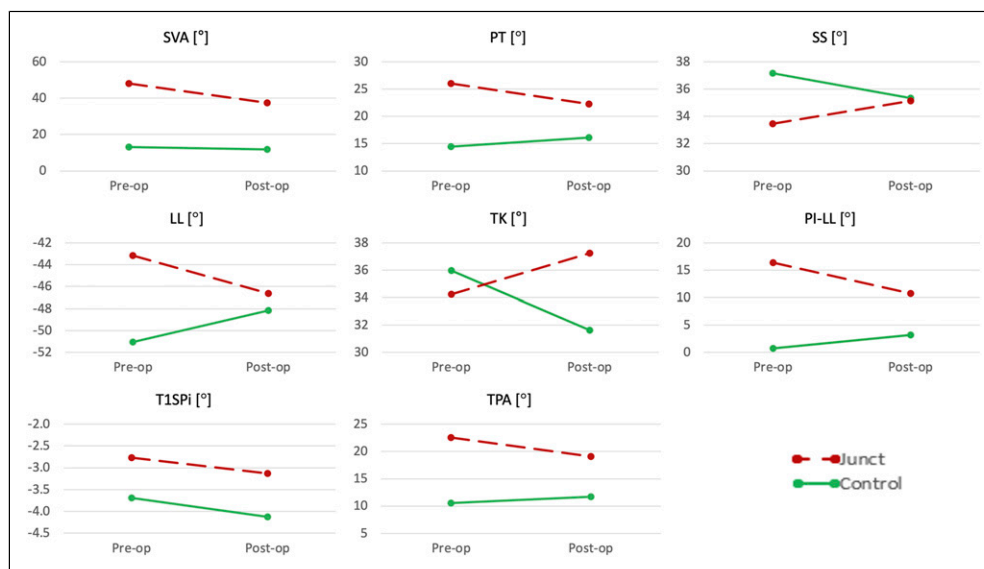 SVA [°]
60
40
20
0
Pre-op
Post-op
PT [°]
30
25
20
15
10
Pre-op
Post-op
SS [°]
38
36
34
32
30
Pre-op
Post-op
LL [°]
-42
-44
-46
-48
-50
-52
Pre-op
Post-op
TK [°]
38
36
34
32
30
Pre-op
Post-op
PI-LL [°]
20
15
10
5
0
Pre-op
Post-op
T1SPi [°]
-2.0
-2.5
-3.0
-3.5
-4.0
-4.5
Pre-op
Post-op
TPA [°]
25
20
15
10
5
Pre-op
Post-op
Junct
Control